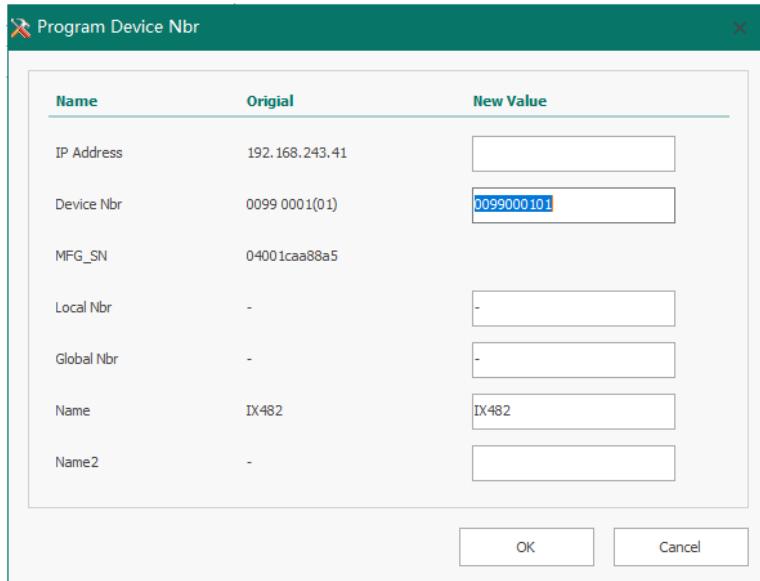 Program Device Nbr
Name Origial New Value
IP Address 192.168.243.41
Device Nbr 0099 0001(01) 0099000101
MFG_SN 04001caa88a5
Local Nbr - -
Global Nbr - -
Name IX482 IX482
Name2 -
OK Cancel